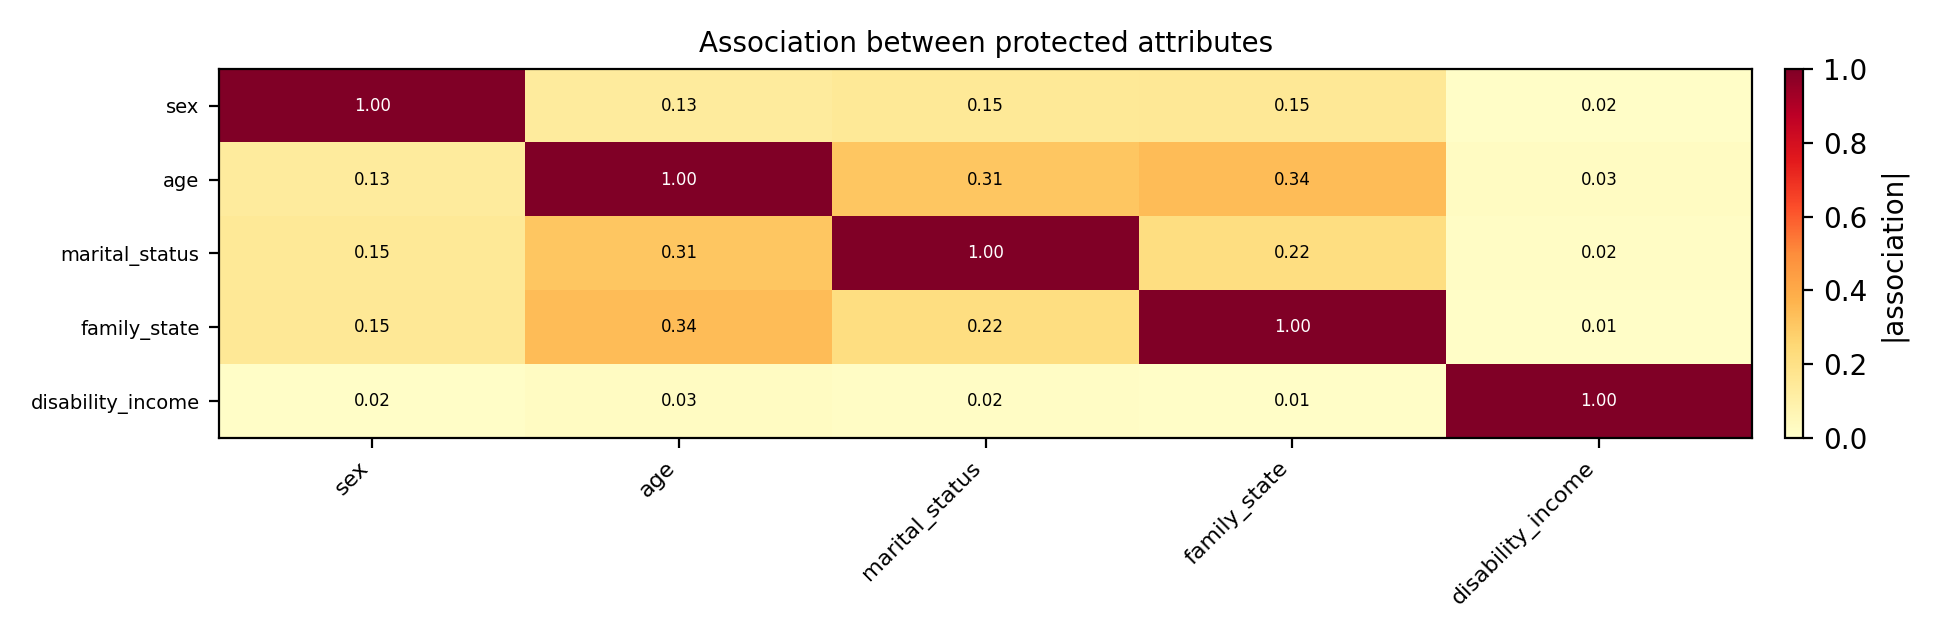 Association between protected attributes
sex 1.00 0.13 0.15 0.15 0.02
age 0.13 1.00 0.31 0.34 0.03
marital_status 0.15 0.31 1.00 0.22 0.02
family_state 0.15 0.34 0.22 1.00 0.01
disability_income 0.02 0.03 0.02 0.01 1.00
sex age marital_status family_state disability_income
1.0
0.8
0.6
0.4
0.2
0.0
|association|